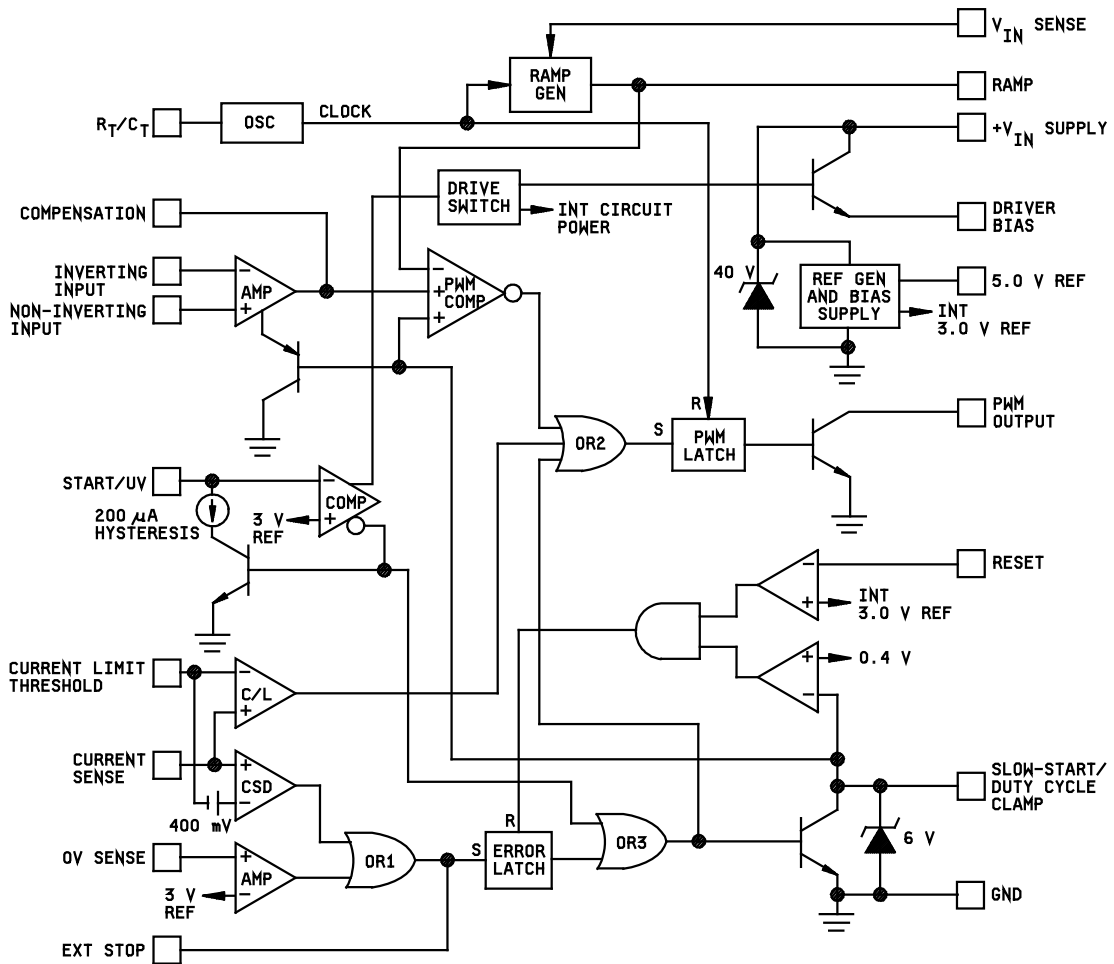 V_IN SENSE
RAMP GEN
RAMP
R_T/C_T
OSC
CLOCK
+V_IN SUPPLY
DRIVE SWITCH
INT CIRCUIT POWER
DRIVER BIAS
COMPENSATION
INVERTING INPUT
- AMP +
NON-INVERTING INPUT
- PWM COMP + +
40 V
REF GEN AND BIAS SUPPLY
5.0 V REF
INT 3.0 V REF
R
S
OR2
PWM LATCH
PWM OUTPUT
START/UV
200 µA HYSTERESIS
- COMP +
3 V REF
RESET
- +
INT 3.0 V REF
+ -
0.4 V
CURRENT LIMIT THRESHOLD
- C/L +
CURRENT SENSE
+ CSD -
400 mV
SLOW-START/ DUTY CYCLE CLAMP
6 V
OV SENSE
+ AMP -
3 V REF
OR1
S
R
ERROR LATCH
OR3
GND
EXT STOP